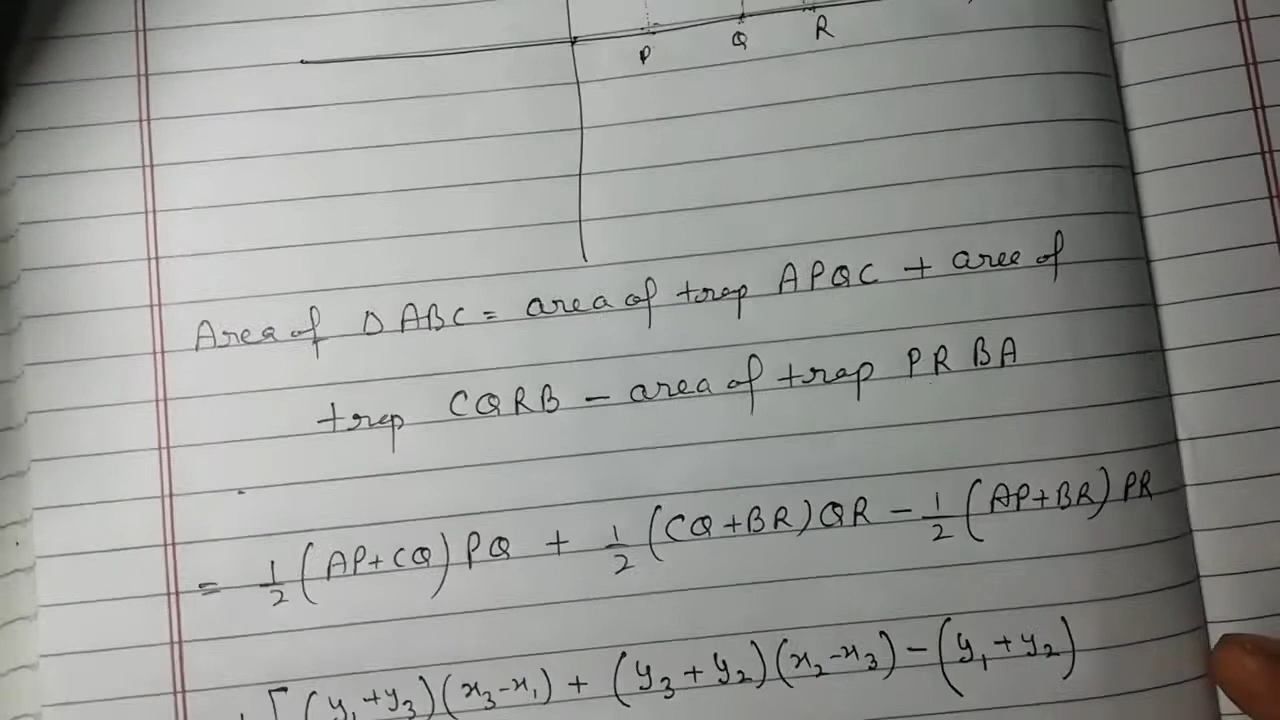 P Q R
Area of Δ ABC = area of trap APQC + area of
trap CQRB - area of trap PRBA
= 1/2 (AP+CQ) PQ + 1/2 (CQ+BR) QR - 1/2 (AP+BR) PR
[(y₁+y₃)(x₃-x₁) + (y₃+y₂)(x₂-x₃) - (y₁+y₂)